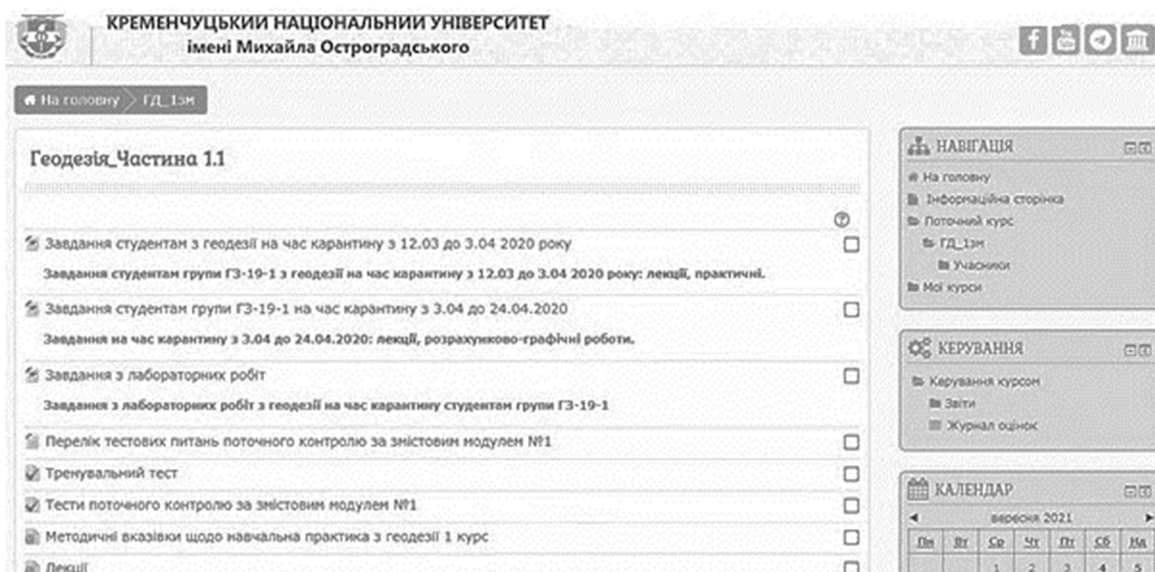 КРЕМЕНЧУЦЬКИЙ НАЦІОНАЛЬНИЙ УНІВЕРСИТЕТ
імені Михайла Остроградського
На головну
ГД_1зм
Геодезія_Частина 1.1
Завдання студентам з геодезії на час карантину з 12.03 до 3.04 2020 року
Завдання студентам групи ГЗ-19-1 з геодезії на час карантину з 12.03 до 3.04 2020 року: лекції, практичні.
Завдання студентам групи ГЗ-19-1 на час карантину з 3.04 до 24.04.2020
Завдання на час карантину з 3.04 до 24.04.2020: лекції, розрахунково-графічні роботи.
Завдання з лабораторних робіт
Завдання з лабораторних робіт з геодезії на час карантину студентам групи ГЗ-19-1
Перелік тестових питань поточного контролю за змістовим модулем №1
Тренувальний тест
Тести поточного контролю за змістовим модулем №1
Методичні вказівки щодо навчальна практика з геодезії 1 курс
Лекції
НАВІГАЦІЯ
На головну
Інформаційна сторінка
Поточний курс
ГД_1зм
Учасники
Мої курси
КЕРУВАННЯ
Керування курсом
Звіти
Журнал оцінок
КАЛЕНДАР
вересня 2021
Пн Вт Ср Чт Пт Сб Нд
1 2 3 4 5